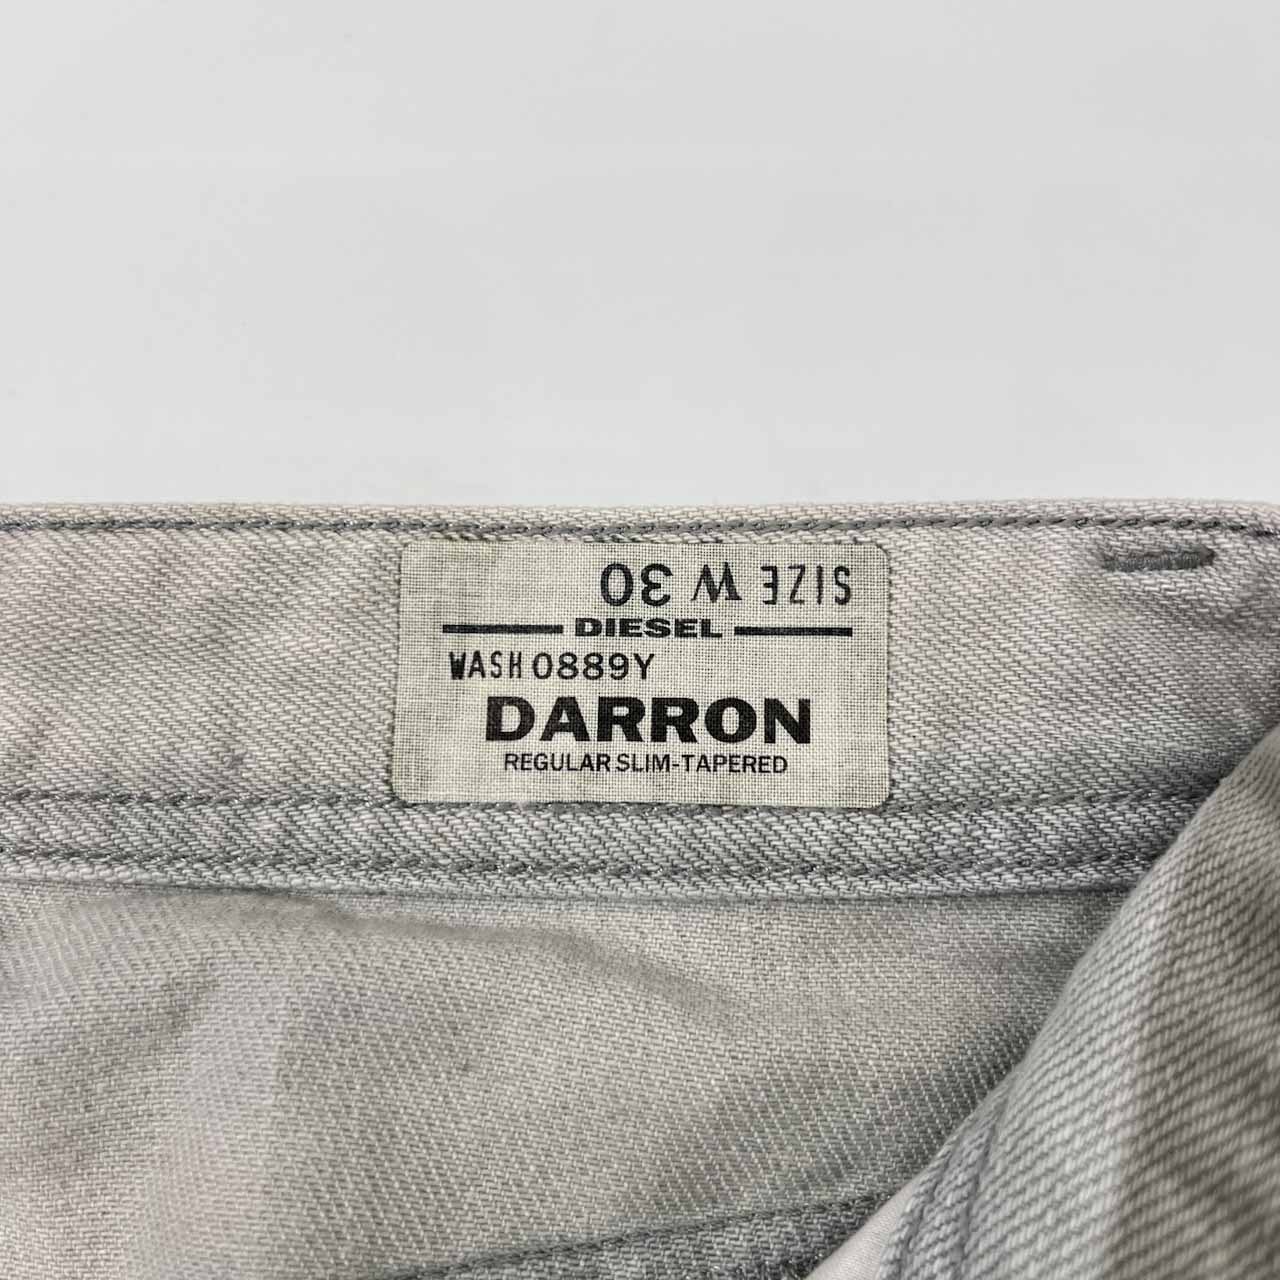 SIZE W 30
DIESEL
WASH 0889Y
DARRON
REGULAR SLIM-TAPERED